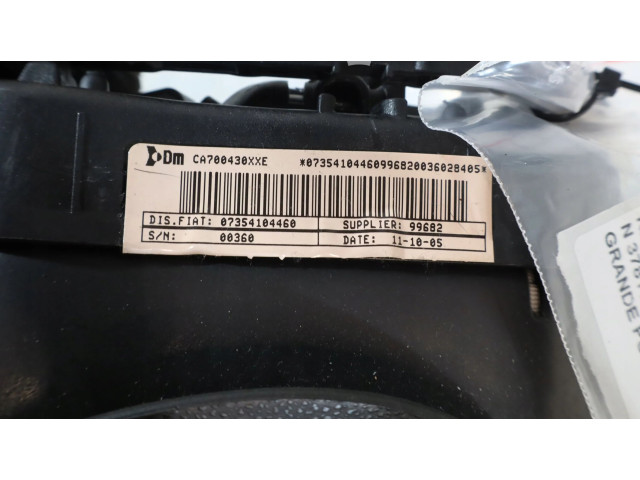 Dm CA700430XXE *07354104460996820036028405*
DIS.FIAT: 07354104460 SUPPLIER: 99682
S/N: 00360 DATE: 11-10-05
GRANDE